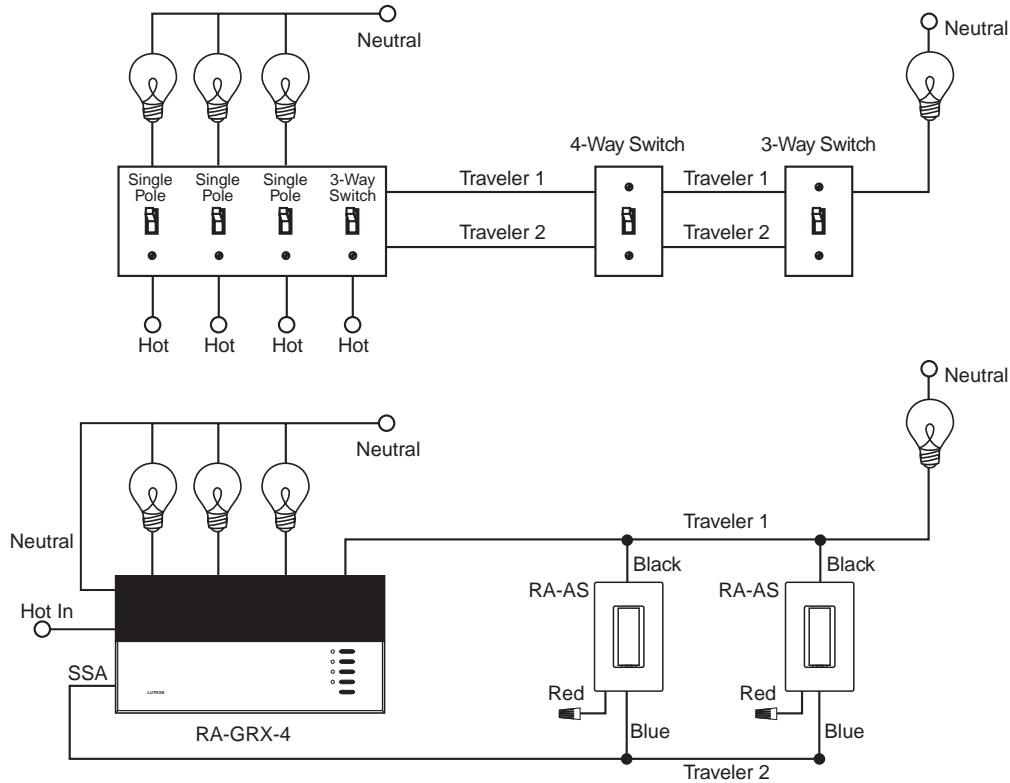 Neutral
Neutral
4-Way Switch
3-Way Switch
Single
Pole
Single
Pole
Single
Pole
3-Way
Switch
Traveler 1
Traveler 1
Traveler 2
Traveler 2
Hot
Hot
Hot
Hot
Neutral
Neutral
Neutral
Traveler 1
Black
Black
RA-AS
RA-AS
Hot In
SSA
LUTRON
Red
Red
RA-GRX-4
Blue
Blue
Traveler 2